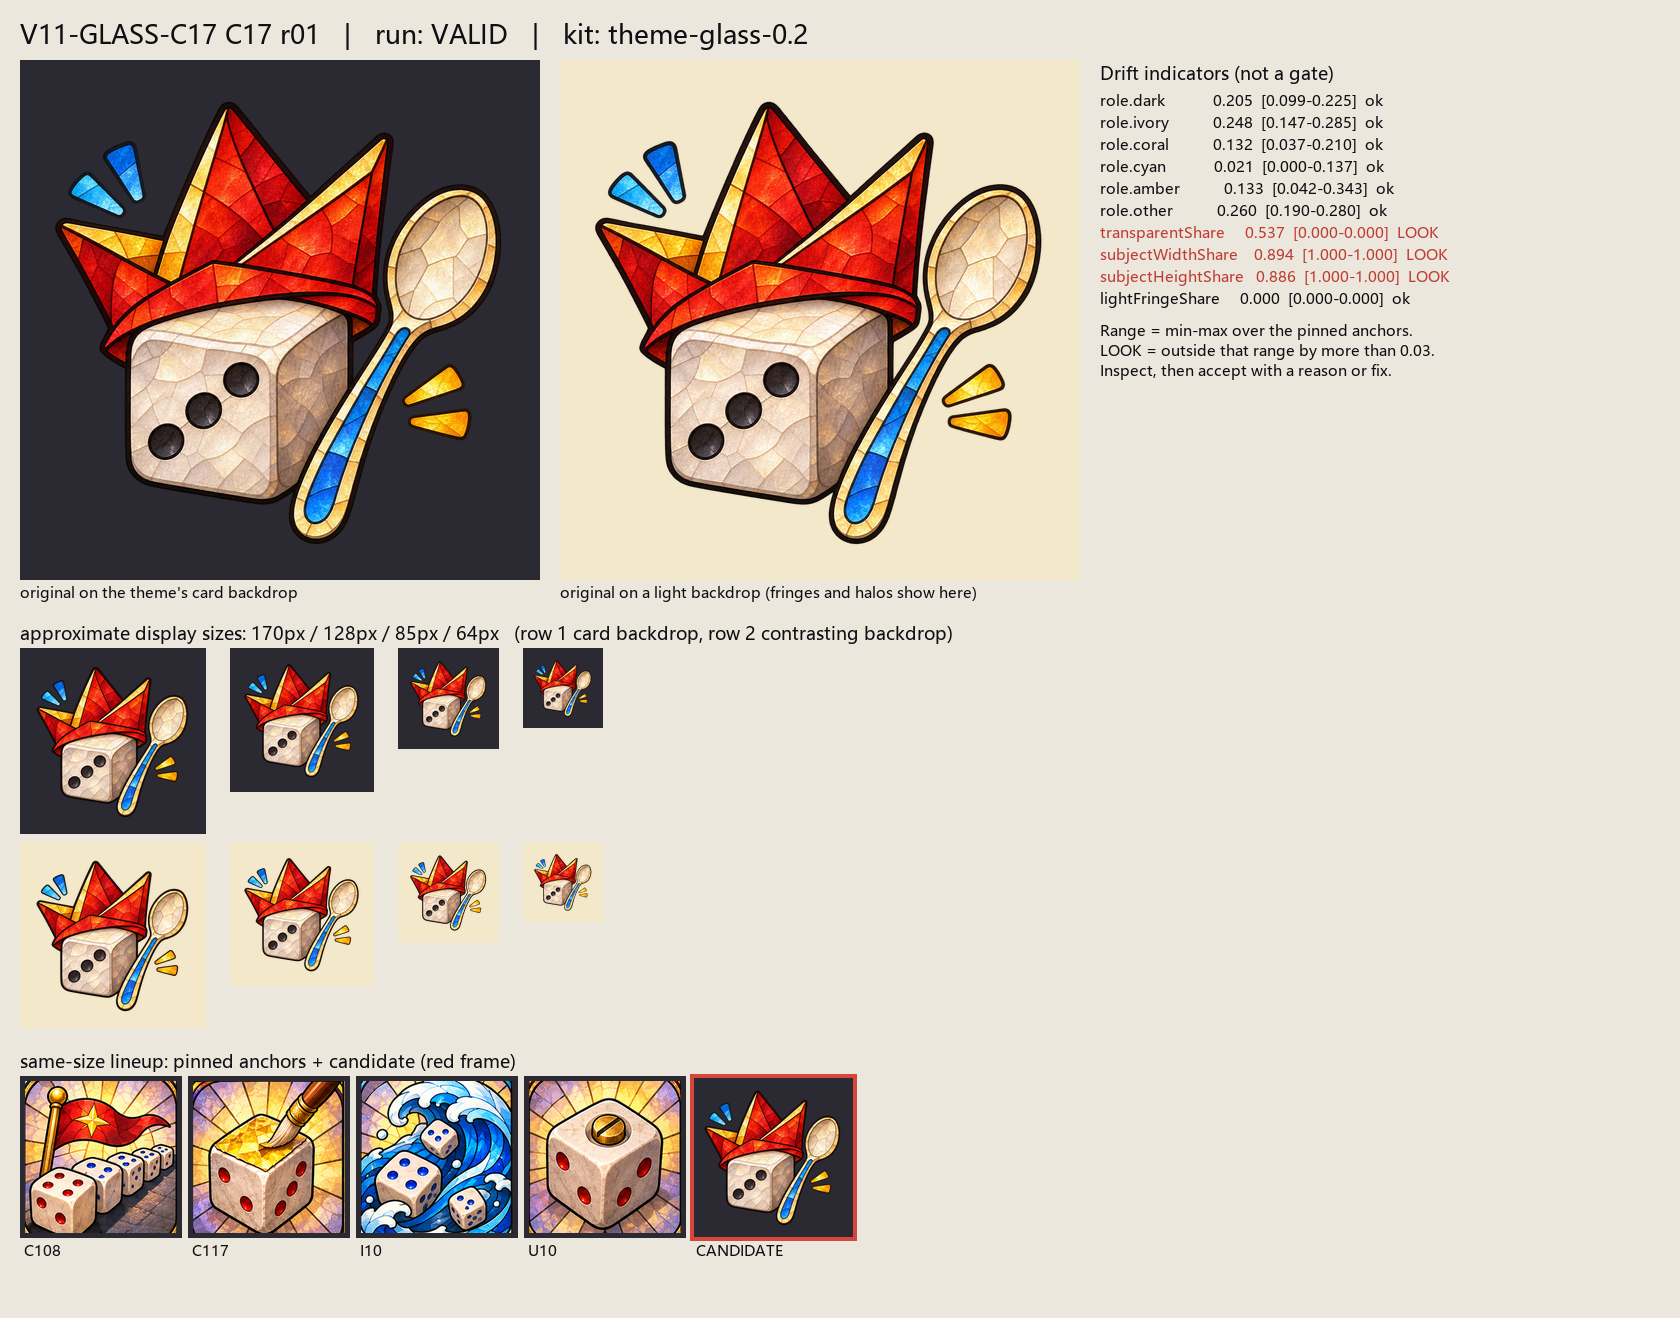 V11-GLASS-C17 C17 r01 | run: VALID | kit: theme-glass-0.2
Drift indicators (not a gate)
role.dark 0.205 [0.099-0.225] ok
role.ivory 0.248 [0.147-0.285] ok
role.coral 0.132 [0.037-0.210] ok
role.cyan 0.021 [0.000-0.137] ok
role.amber 0.133 [0.042-0.343] ok
role.other 0.260 [0.190-0.280] ok
transparentShare 0.537 [0.000-0.000] LOOK
subjectWidthShare 0.894 [1.000-1.000] LOOK
subjectHeightShare 0.886 [1.000-1.000] LOOK
lightFringeShare 0.000 [0.000-0.000] ok
Range = min-max over the pinned anchors.
LOOK = outside that range by more than 0.03.
Inspect, then accept with a reason or fix.
original on the theme's card backdrop
original on a light backdrop (fringes and halos show here)
approximate display sizes: 170px / 128px / 85px / 64px (row 1 card backdrop, row 2 contrasting backdrop)
same-size lineup: pinned anchors + candidate (red frame)
C108
C117
I10
U10
CANDIDATE